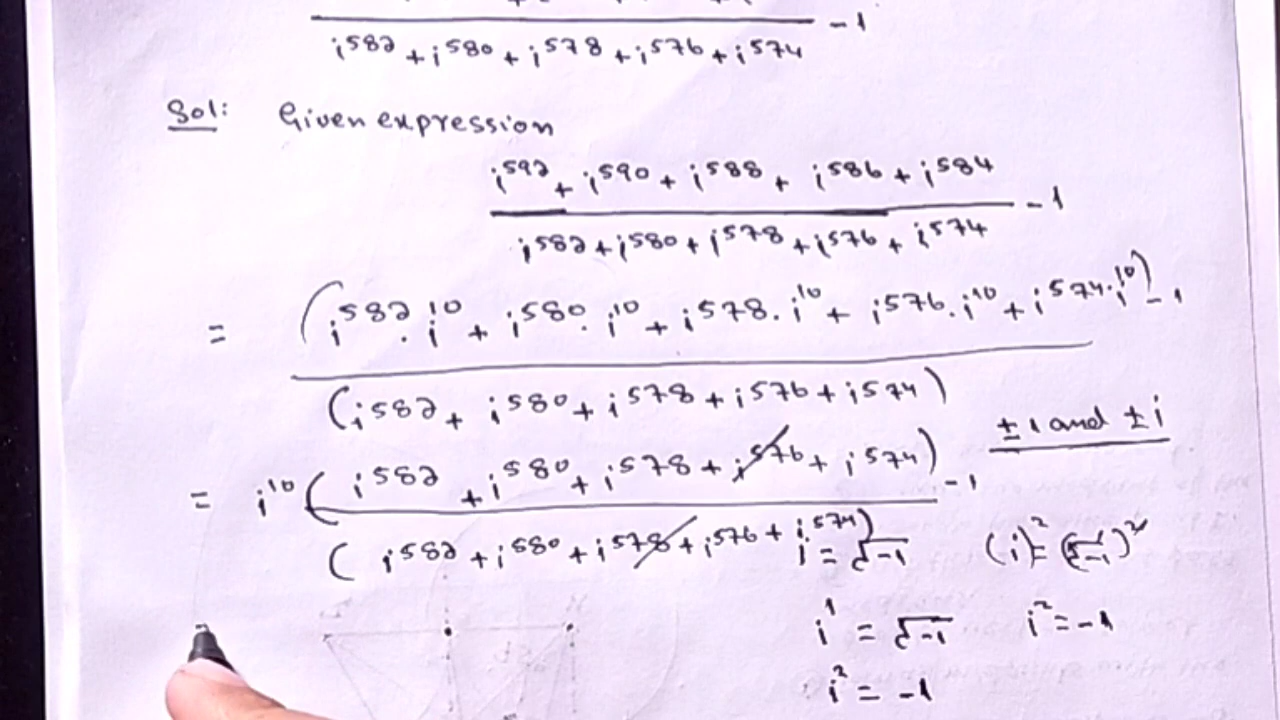 i^582 + i^580 + i^578 + i^576 + i^574 - 1
Sol: Given expression
i^592 + i^590 + i^588 + i^586 + i^584
- 1
i^582 + i^580 + i^578 + i^576 + i^574
= (i^582 . i^10 + i^580 . i^10 + i^578 . i^10 + i^576 . i^10 + i^574 . i^10) - 1
(i^582 + i^580 + i^578 + i^576 + i^574)
± 1 and ± i
= i^10 (i^582 + i^580 + i^578 + i^576 + i^574) - 1
(i^582 + i^580 + i^578 + i^576 + i^574)
i = √-1 (i)^2 = (√-1)^2
i^1 = √-1 i^2 = -1
i^2 = -1